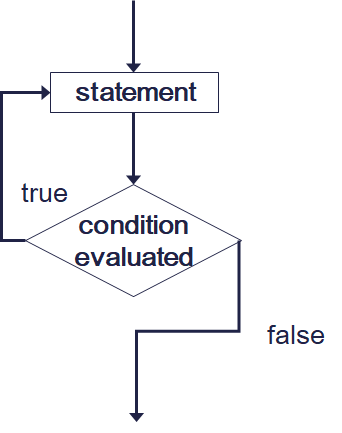 statement
true
condition
evaluated
false